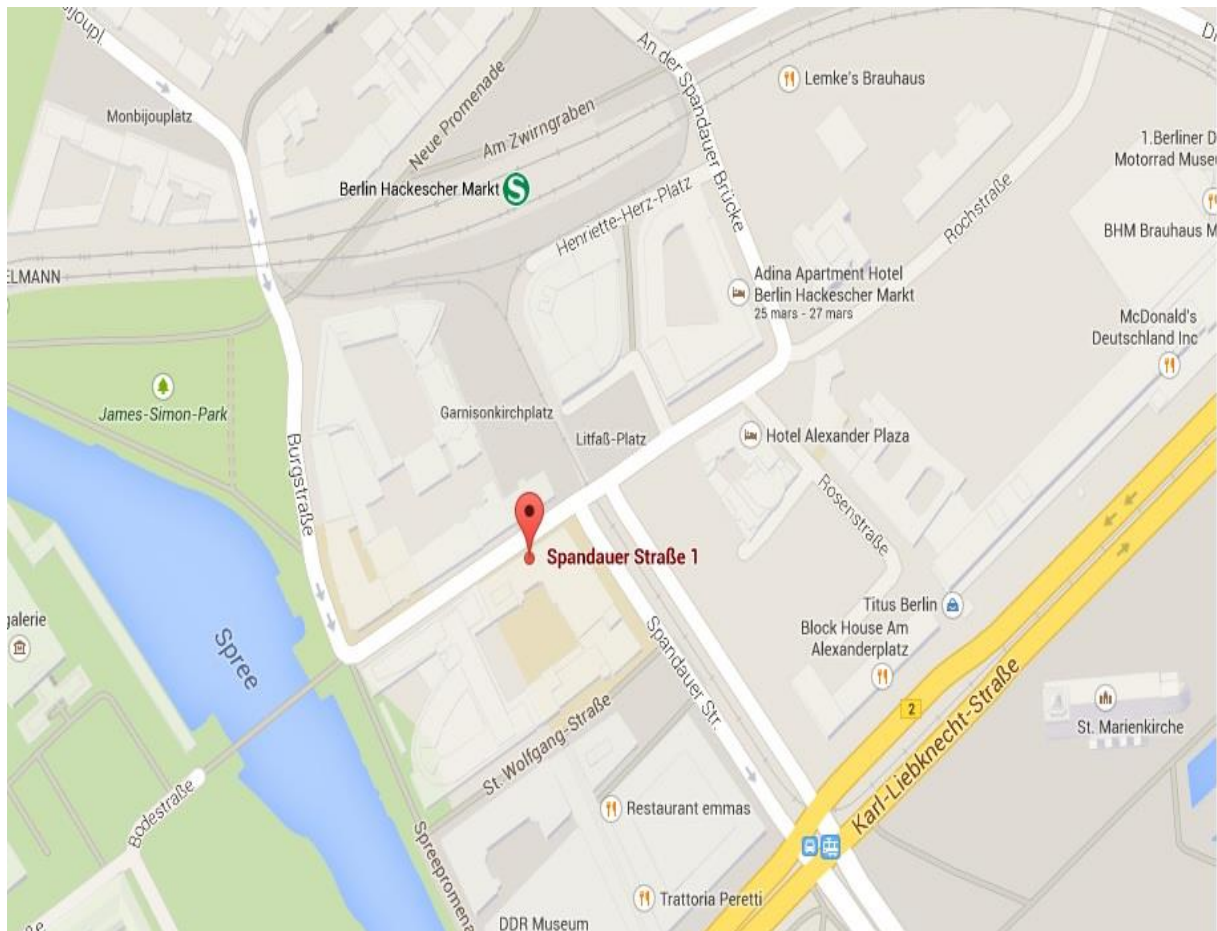 ijoupl.
Monbijouplatz
Neue Promenade
Am Zwirngraben
An der Spandauer Brücke
Lemke's Brauhaus
1.Berliner D
Motorrad Museu
Berlin Hackescher Markt
S
Henriette-Herz-Platz
Rochstraße
BHM Brauhaus M
ELMANN
Adina Apartment Hotel
Berlin Hackescher Markt
25 mars - 27 mars
McDonald's
Deutschland Inc
James-Simon-Park
Garnisonkirchplatz
Litfaß-Platz
Hotel Alexander Plaza
Burgstraße
Rosenstraße
Spandauer Straße 1
Titus Berlin
Block House Am
Alexanderplatz
galerie
Spree
Spandauer Str.
2
Karl-Liebknecht-Straße
St. Marienkirche
St. Wolfgang-Straße
Bodestraße
Restaurant emmas
Spreepromena
Trattoria Peretti
DDR Museum